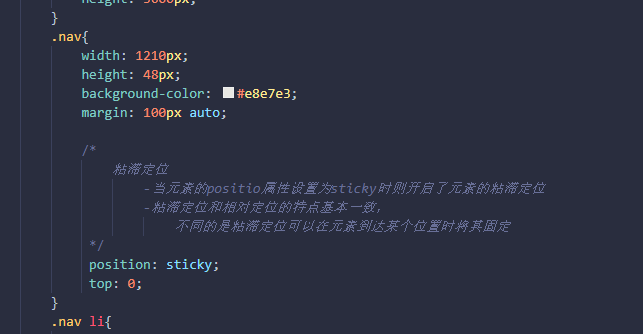 height: 3000px;
}
.nav{
width: 1210px;
height: 48px;
background-color: #e8e7e3;
margin: 100px auto;
/*
粘滞定位
-当元素的positio属性设置为sticky时则开启了元素的粘滞定位
-粘滞定位和相对定位的特点基本一致,
不同的是粘滞定位可以在元素到达某个位置时将其固定
*/
position: sticky;
top: 0;
}
.nav li{